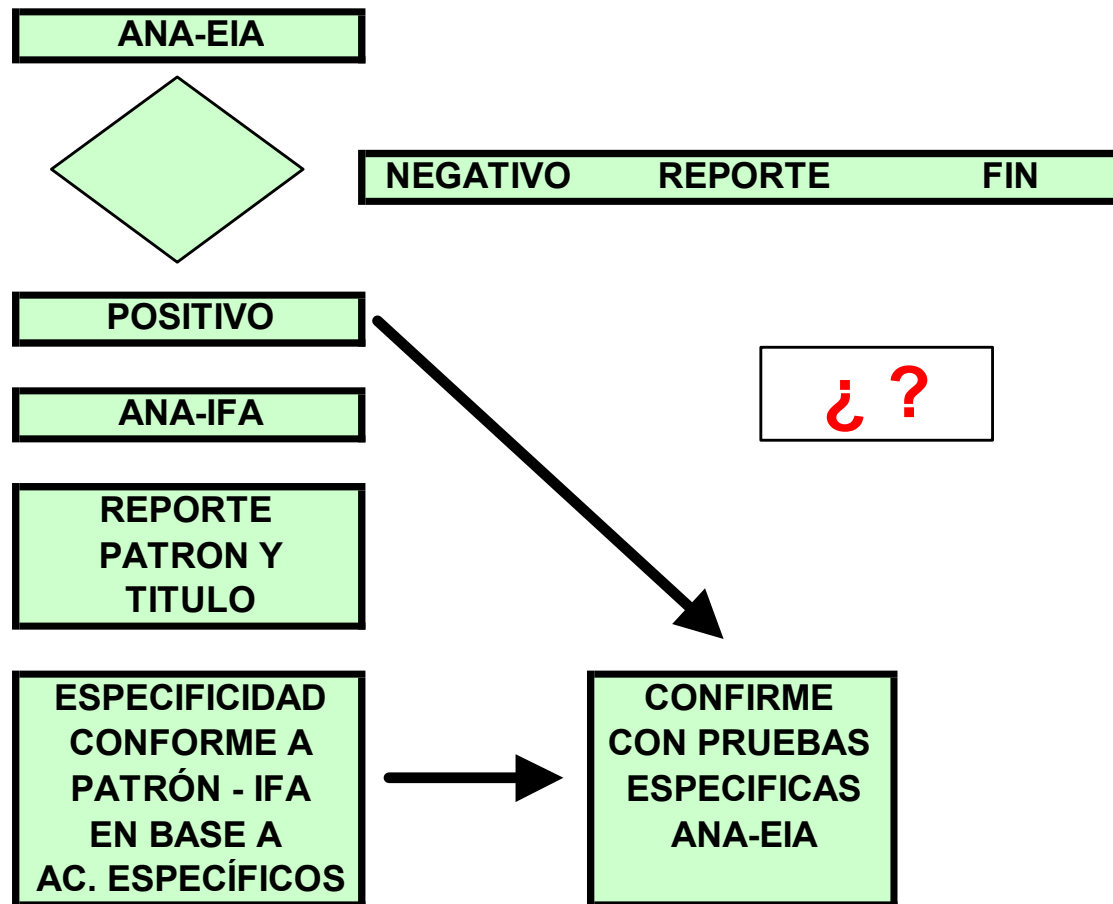 ANA-EIA
NEGATIVO REPORTE FIN
POSITIVO
¿ ?
ANA-IFA
REPORTE
PATRON Y
TITULO
ESPECIFICIDAD
CONFORME A
PATRÓN - IFA
EN BASE A
AC. ESPECÍFICOS
CONFIRME
CON PRUEBAS
ESPECIFICAS
ANA-EIA